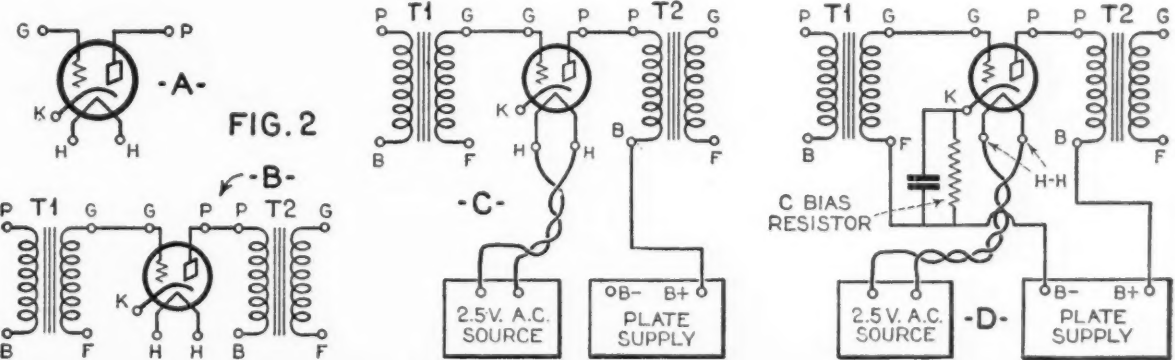 G P
-A-
K
H H
FIG. 2
-B-
P T1 G G P P T2 G
K
B F H H B F
P T1 G G P P T2 G
K
B F H H B F
-C-
2.5-V. A.C.
SOURCE
B- B+
PLATE
SUPPLY
P T1 G G P P T2 G
K
B F B F
H-H
C BIAS
RESISTOR
2.5 V. A.C.
SOURCE
-D-
B- B+
PLATE
SUPPLY